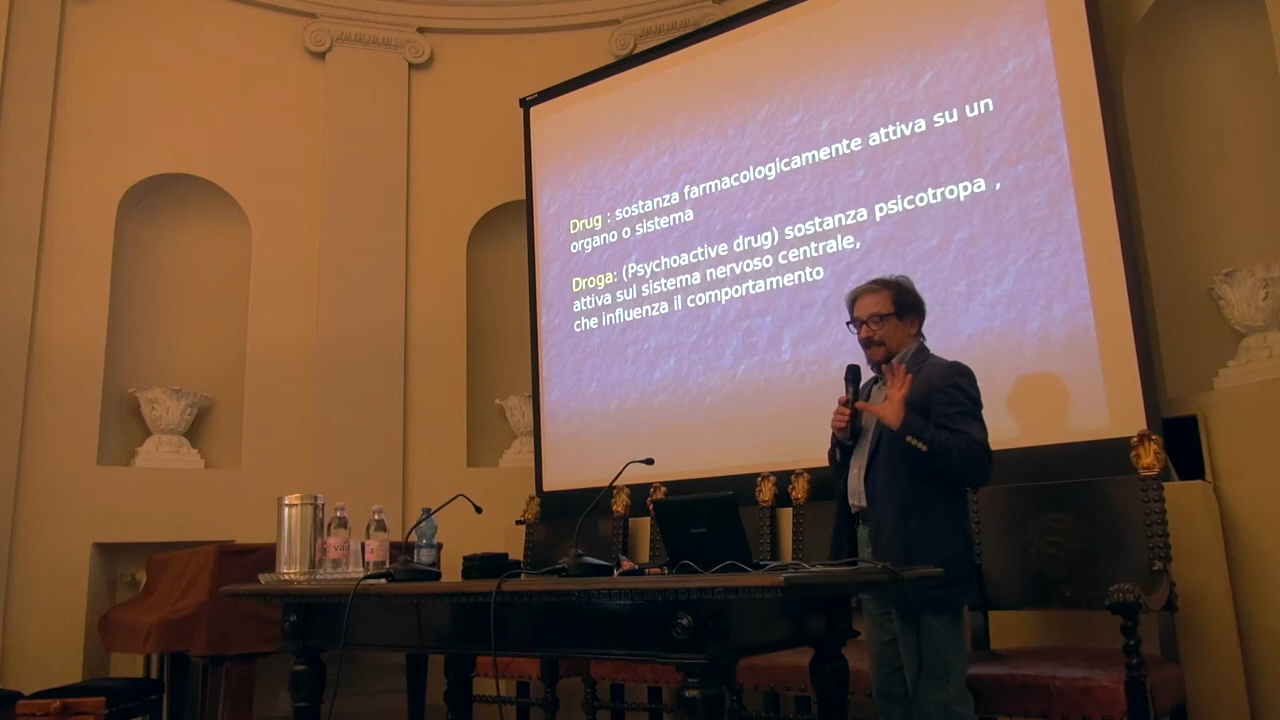 Drug : sostanza farmacologicamente attiva su un
organo o sistema
Droga: (Psychoactive drug) sostanza psicotropa ,
attiva sul sistema nervoso centrale,
che influenza il comportamento